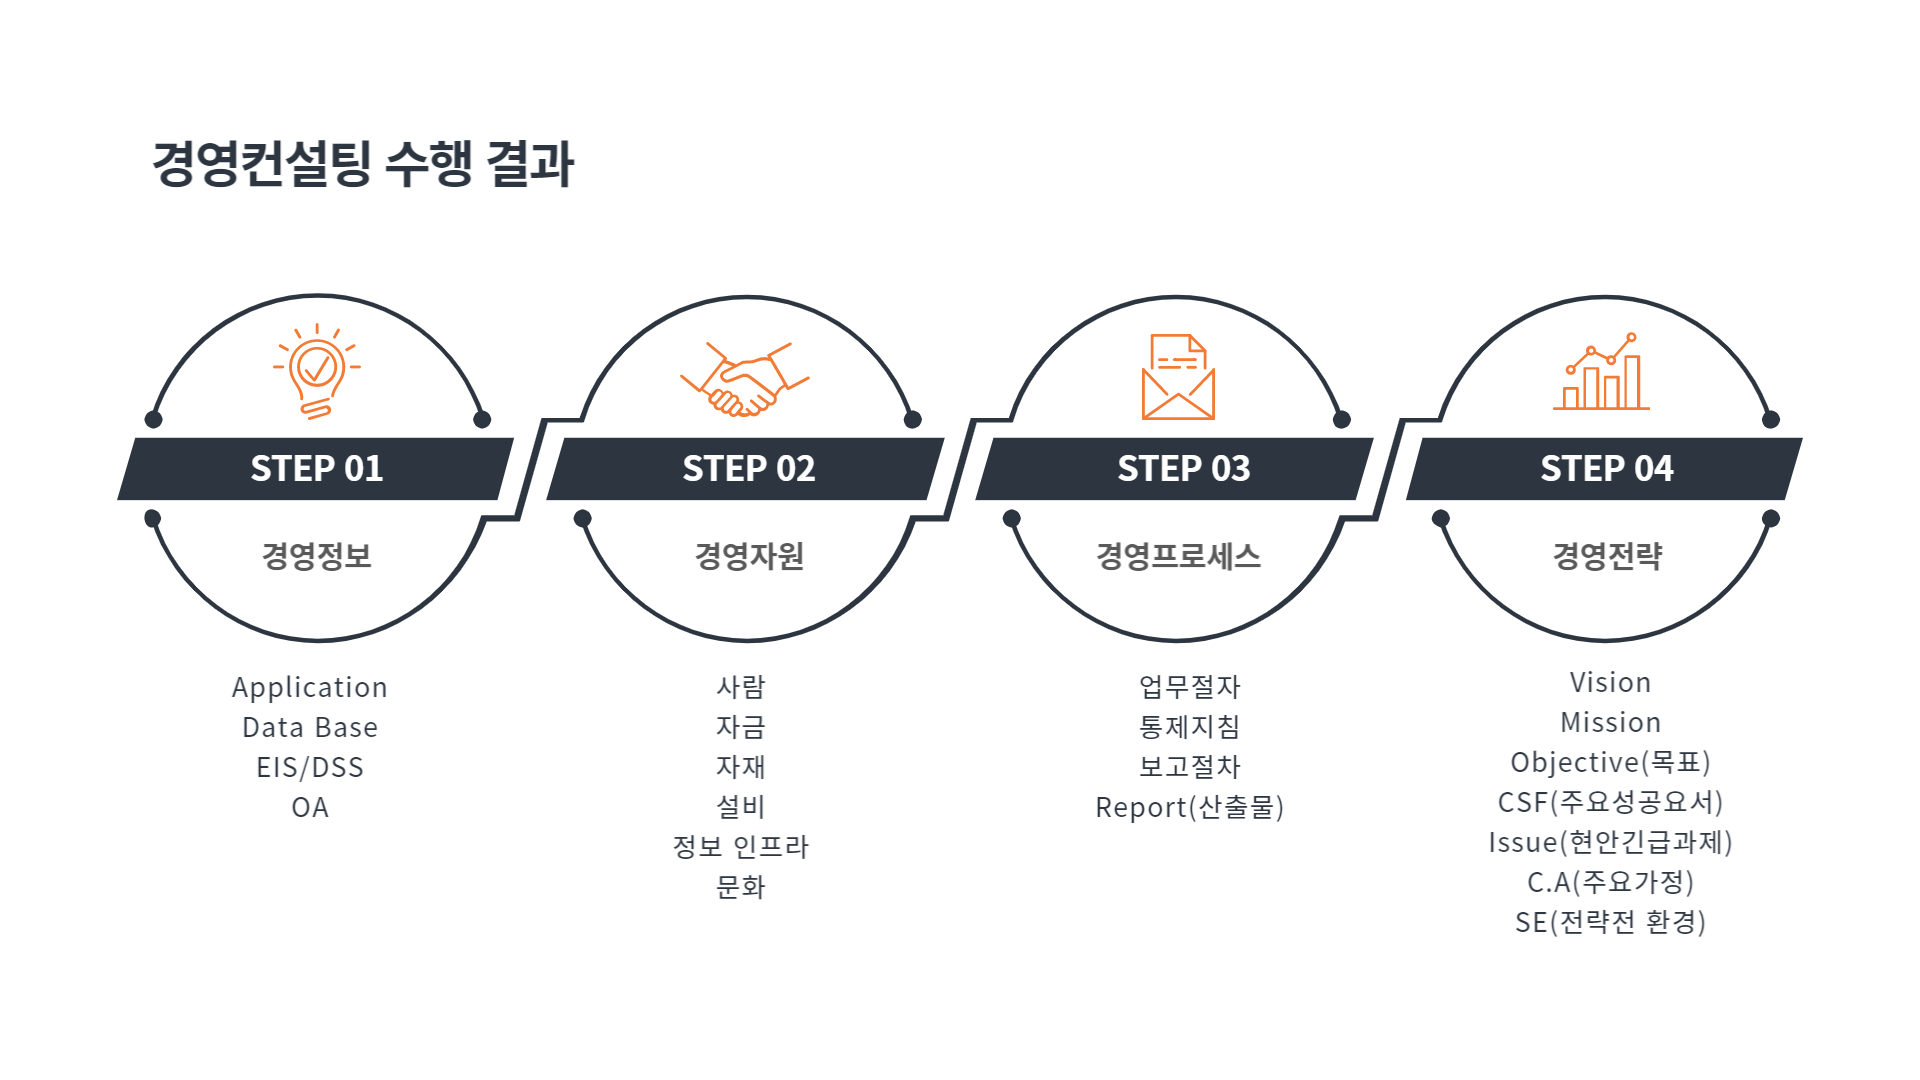 경영컨설팅 수행 결과
STEP 01
경영정보
Application
Data Base
EIS/DSS
OA
STEP 02
경영자원
사람
자금
자재
설비
정보 인프라
문화
STEP 03
경영프로세스
업무절자
통제지침
보고절차
Report(산출물)
STEP 04
경영전략
Vision
Mission
Objective(목표)
CSF(주요성공요서)
Issue(현안긴급과제)
C.A(주요가정)
SE(전략전 환경)